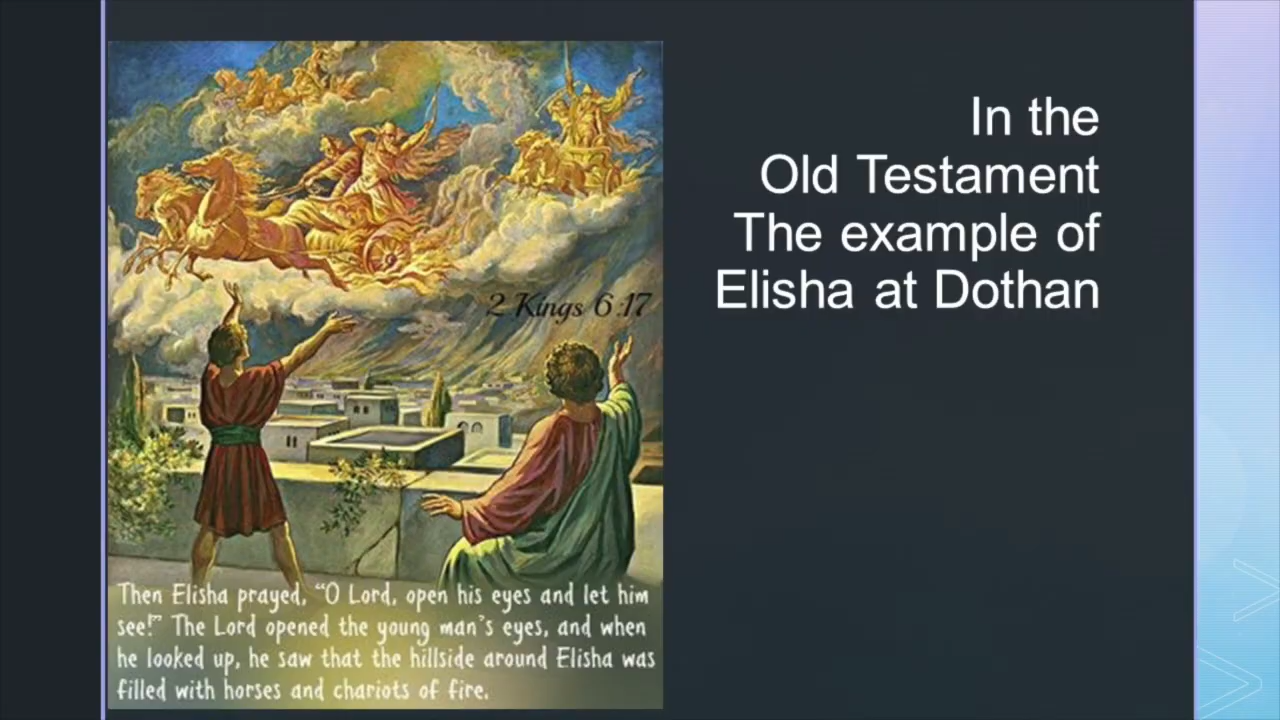 In the
Old Testament
The example of
Elisha at Dothan
2 Kings 6:17
Then Elisha prayed, “O Lord, open his eyes and let him
see!” The Lord opened the young man’s eyes, and when
he looked up, he saw that the hillside around Elisha was
filled with horses and chariots of fire.